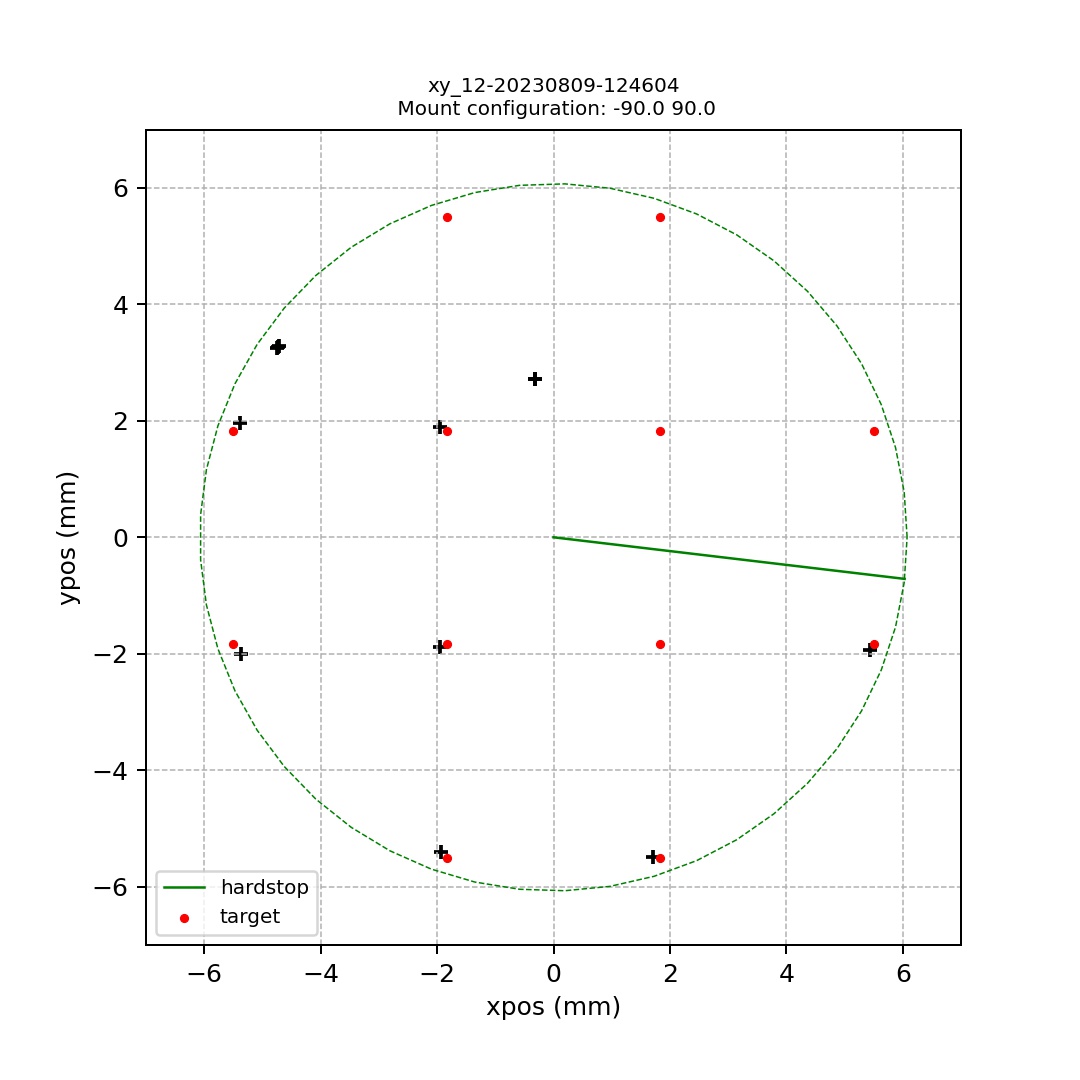 xy_12-20230809-124604
Mount configuration: -90.0 90.0
6
4
2
0
−2
−4
−6
ypos (mm)
hardstop
target
−6 −4 −2 0 2 4 6
xpos (mm)